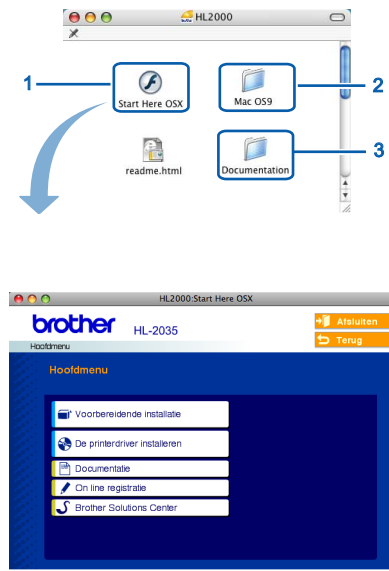 HL2000
1
Start Here OSX
2
Mac OS9
readme.html
3
Documentation
HL2000:Start Here OSX
brother
HL-2035
Afsluiten
Terug
Hoofdmenu
Hoofdmenu
Voorbereidende installatie
De printerdriver installeren
Documentatie
On line registratie
Brother Solutions Center